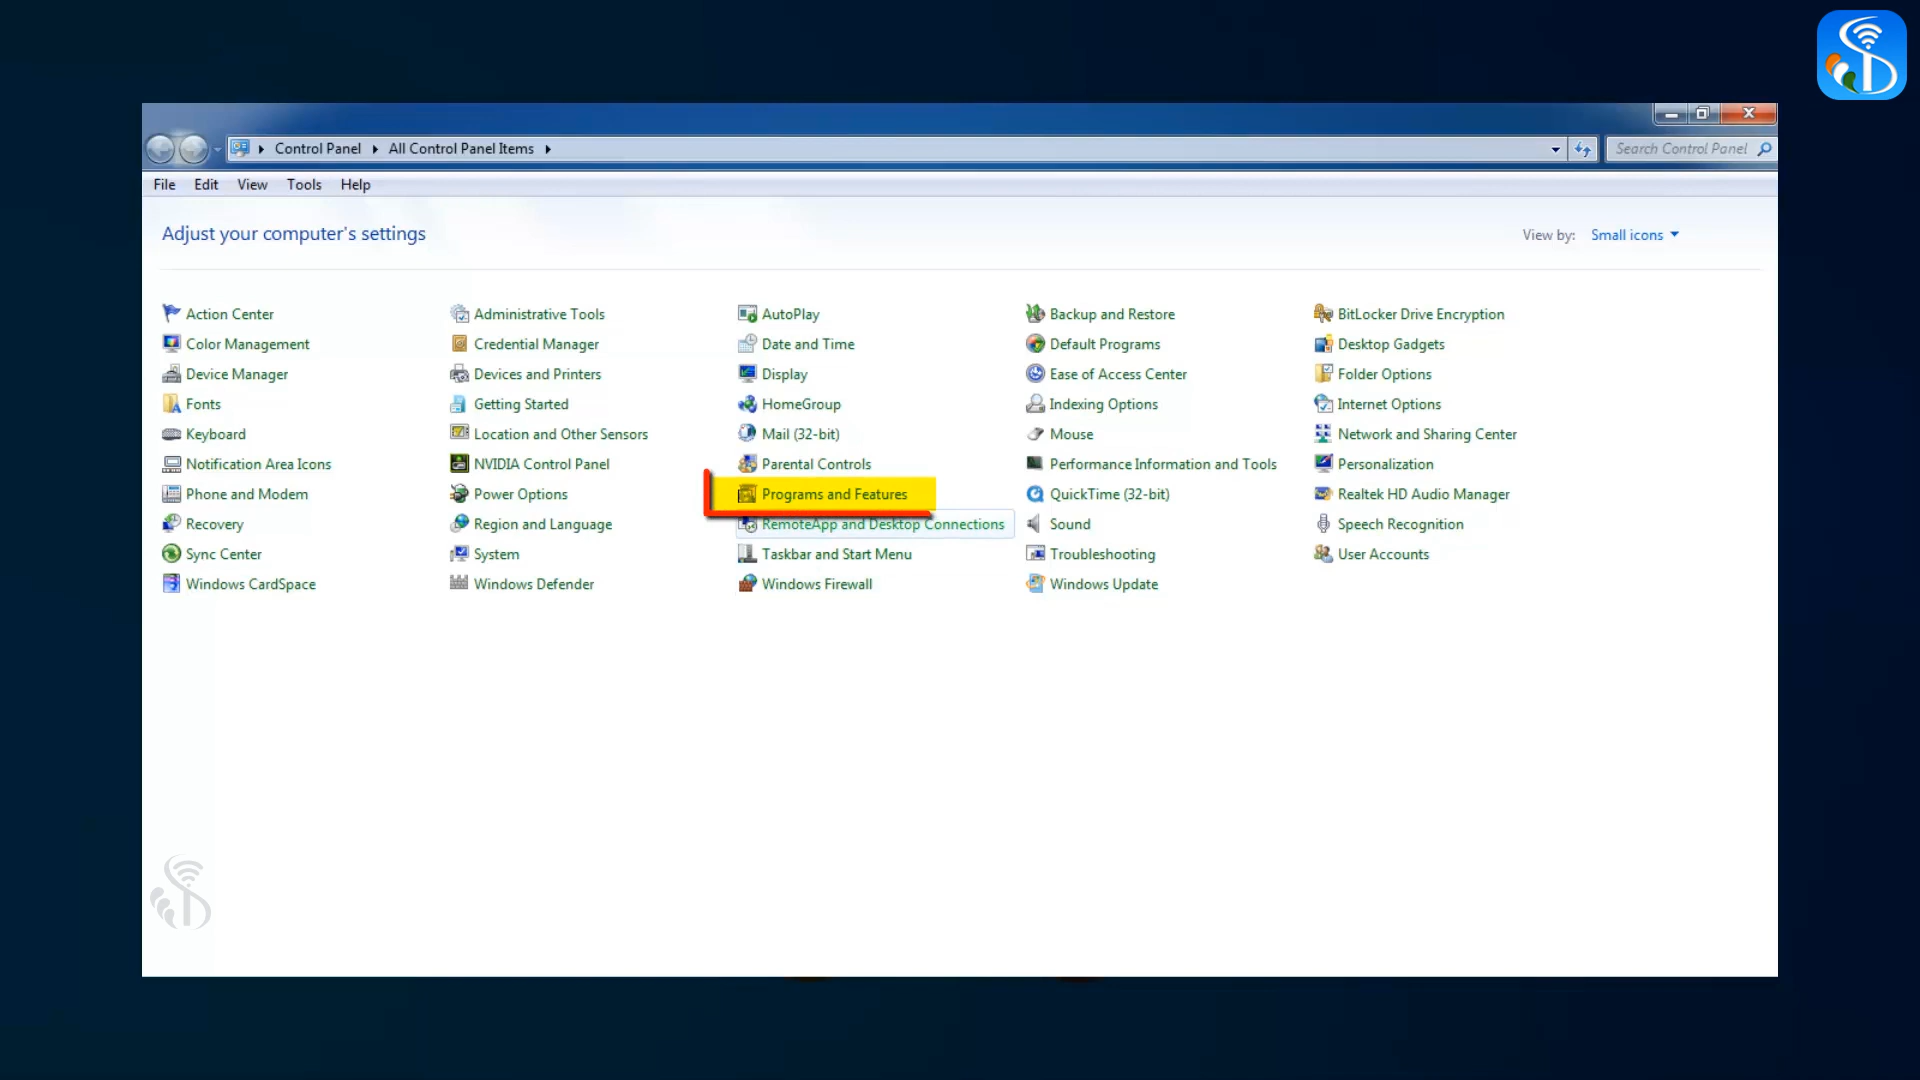 Control Panel All Control Panel Items
Search Control Panel
File Edit View Tools Help
Adjust your computer's settings
View by: Small icons
Action Center Administrative Tools AutoPlay Backup and Restore BitLocker Drive Encryption
Color Management Credential Manager Date and Time Default Programs Desktop Gadgets
Device Manager Devices and Printers Display Ease of Access Center Folder Options
Fonts Getting Started HomeGroup Indexing Options Internet Options
Keyboard Location and Other Sensors Mail (32-bit) Mouse Network and Sharing Center
Notification Area Icons NVIDIA Control Panel Parental Controls Performance Information and Tools Personalization
Phone and Modem Power Options Programs and Features QuickTime (32-bit) Realtek HD Audio Manager
Recovery Region and Language RemoteApp and Desktop Connections Sound Speech Recognition
Sync Center System Taskbar and Start Menu Troubleshooting User Accounts
Windows CardSpace Windows Defender Windows Firewall Windows Update